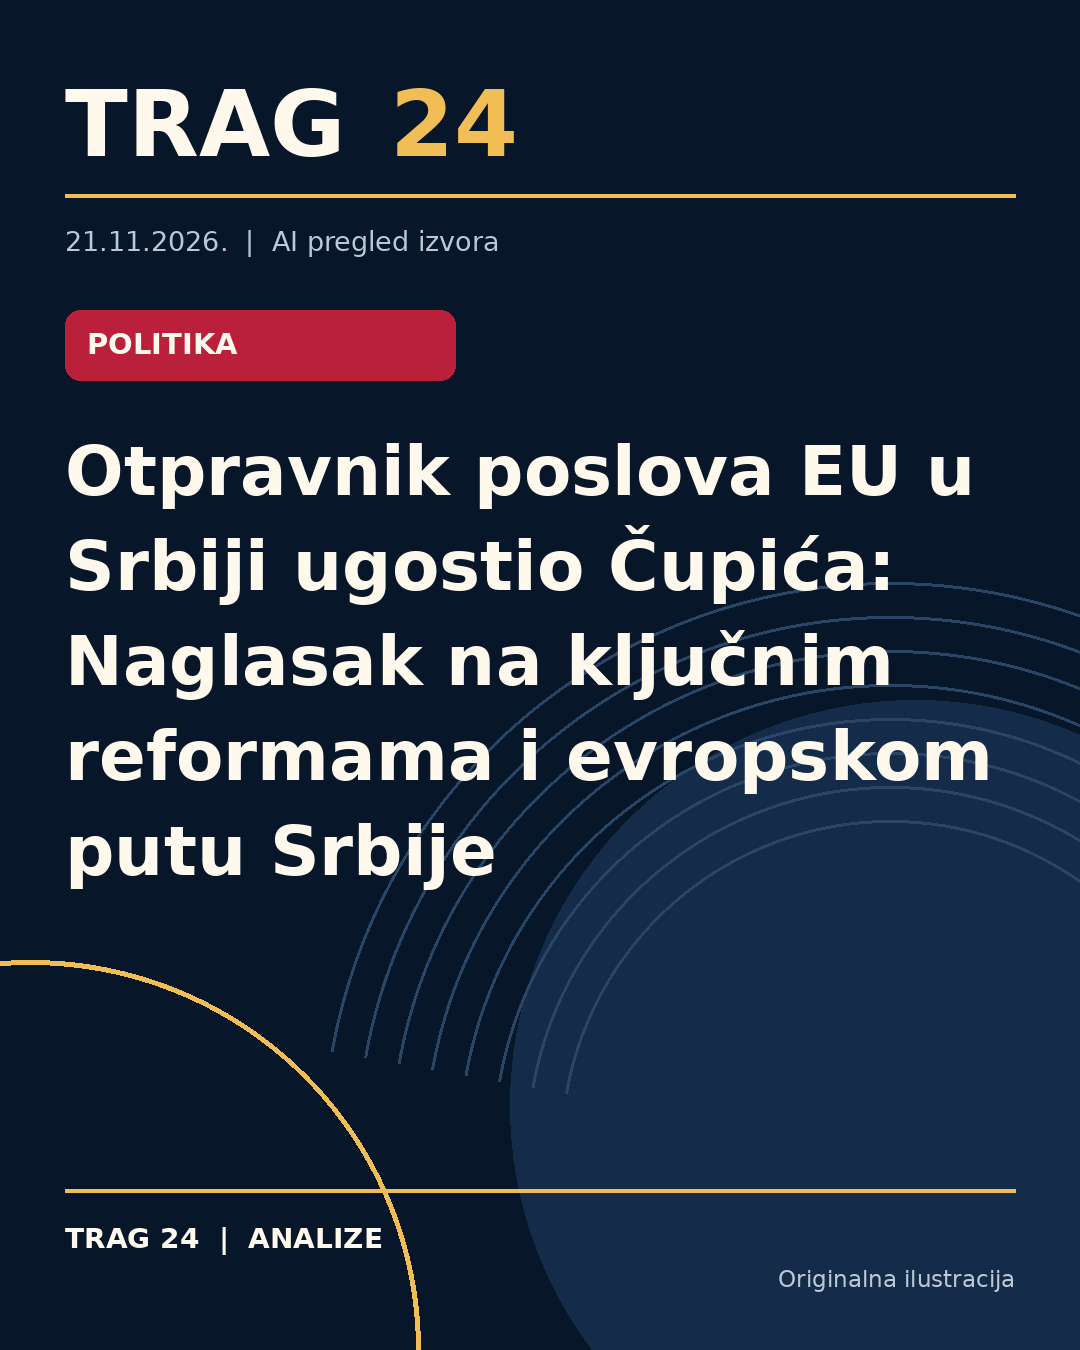 TRAG 24
21.11.2026. | AI pregled izvora
POLITIKA
Otpravnik poslova EU u
Srbiji ugostio Čupića:
Naglasak na ključnim
reformama i evropskom
putu Srbije
TRAG 24 | ANALIZE
Originalna ilustracija